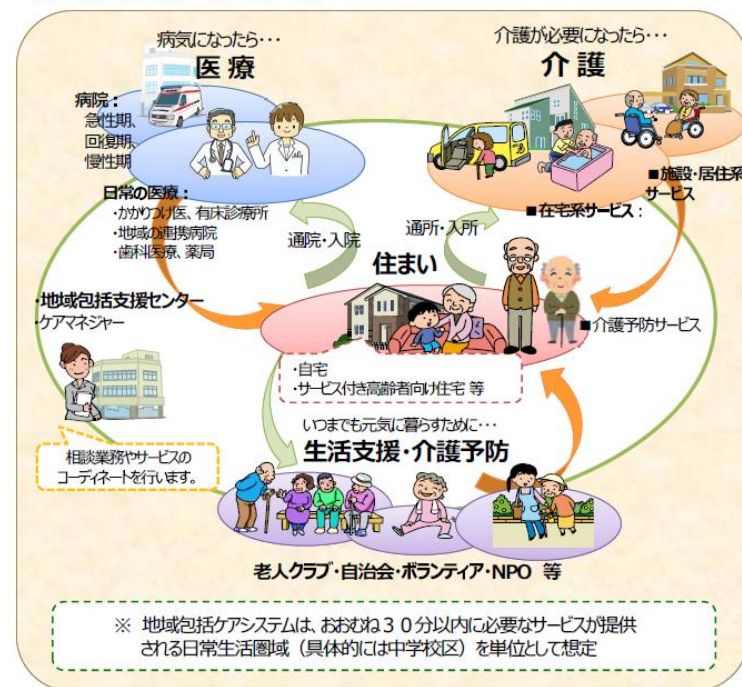 病気になったら･･･
医 療
介護が必要になったら･･･
介 護
病院：
急性期、
回復期、
慢性期
日常の医療：
・かかりつけ医、有床診療所
・地域の連携病院
・歯科医療、薬局
■施設・居住系
サービス
■在宅系サービス：
通院・入院
通所・入所
住まい
・地域包括支援センター
・ケアマネジャー
■介護予防サービス
・自宅
・サービス付き高齢者向け住宅 等
相談業務やサービスの
コーディネートを行います。
いつまでも元気に暮らすために･･･
生活支援・介護予防
老人クラブ・自治会・ボランティア・NPO 等
※ 地域包括ケアシステムは、おおむね３０分以内に必要なサービスが提供
される日常生活圏域（具体的には中学校区）を単位として想定